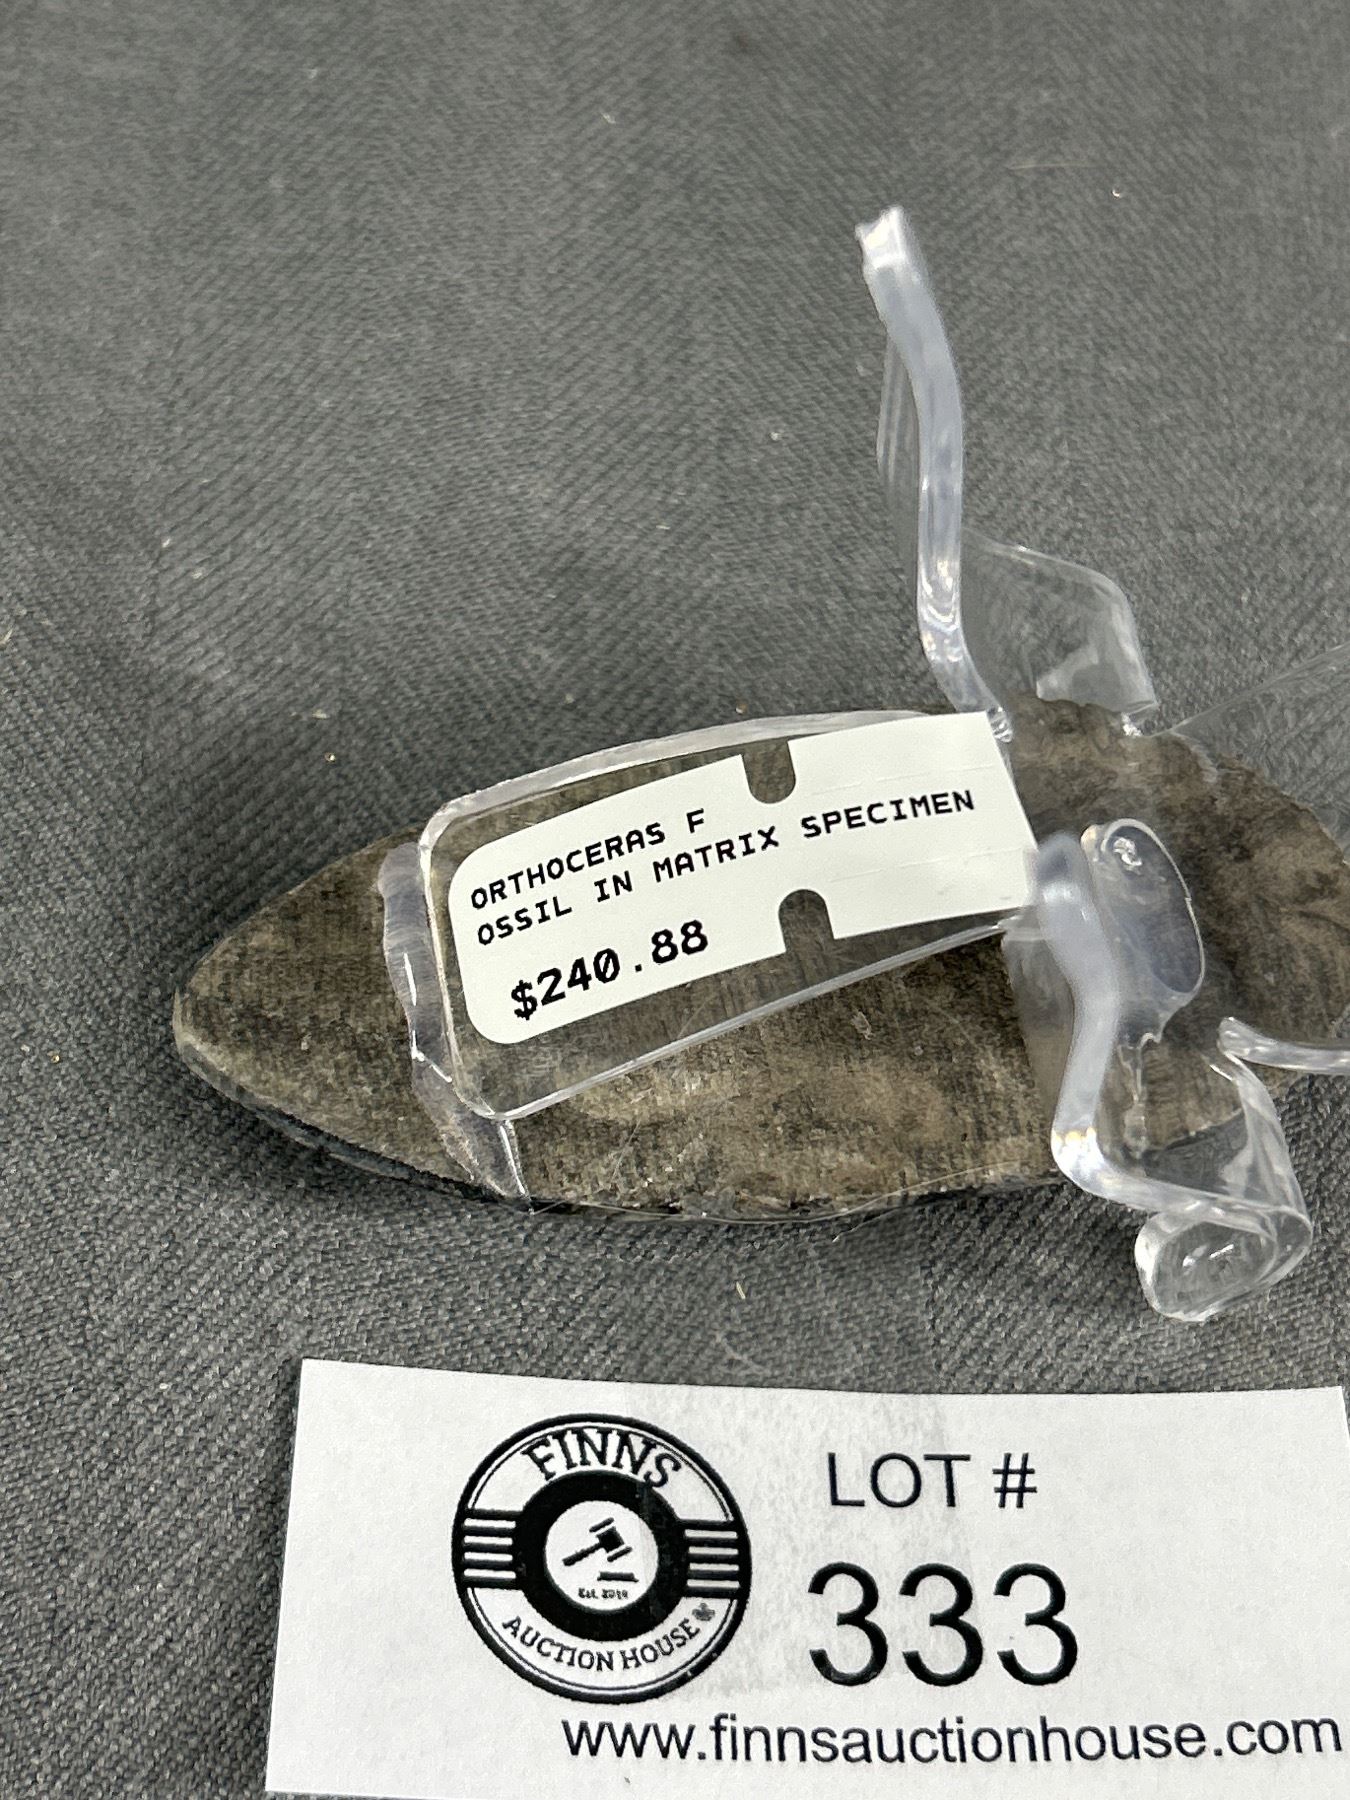 ORTHOCERAS F
OSSIL IN MATRIX SPECIMEN
$240.88
FINNS
Est. 2019
AUCTION HOUSE
LOT #
333
www.finnsauctionhouse.com